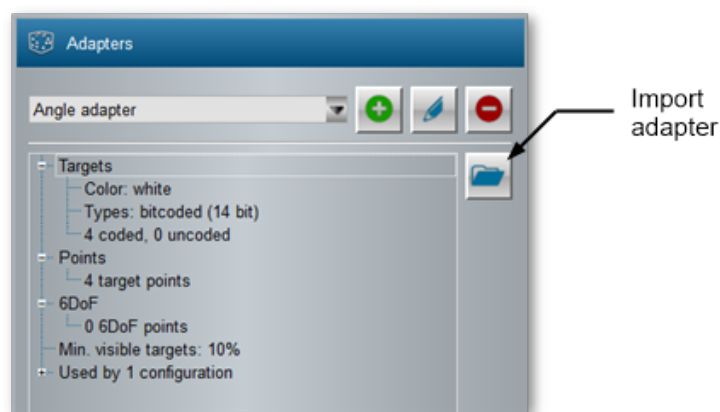 Adapters
Angle adapter
Import
adapter
Targets
Color: white
Types: bitcoded (14 bit)
4 coded, 0 uncoded
Points
4 target points
6DoF
0 6DoF points
Min. visible targets: 10%
Used by 1 configuration